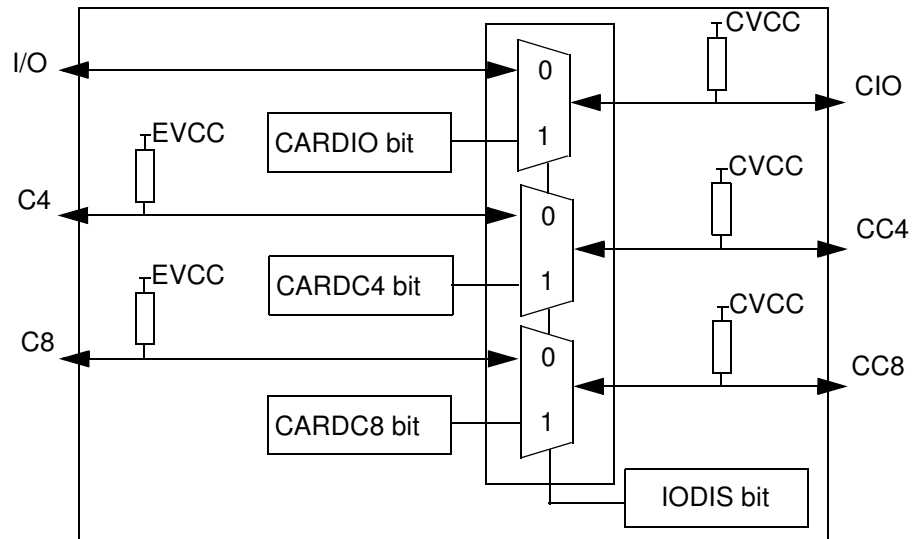 CVCC
I/O
0
CIO
CARDIO bit
1
EVCC
CVCC
C4
0
CC4
CARDC4 bit
1
EVCC
CVCC
C8
0
CC8
CARDC8 bit
1
IODIS bit